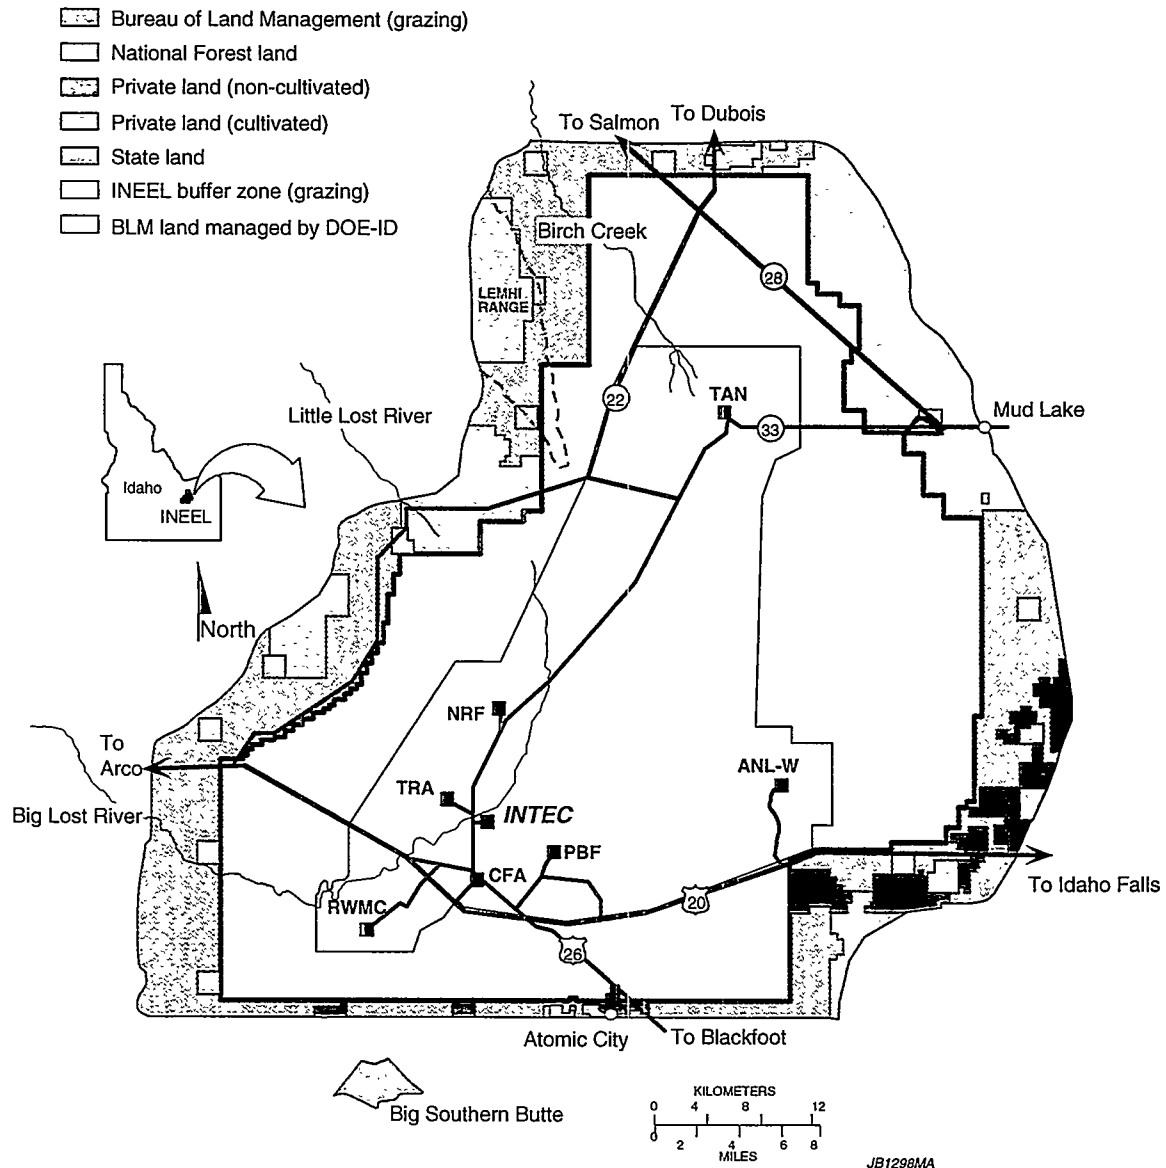 Bureau of Land Management (grazing)
National Forest land
Private land (non-cultivated)
Private land (cultivated)
State land
INEEL buffer zone (grazing)
BLM land managed by DOE-ID
To Salmon
To Dubois
Birch Creek
28
LEMHI
RANGE
22
TAN
33
Mud Lake
Little Lost River
Idaho
INEEL
North
NRF
To
Arco
TRA
INTEC
ANL-W
Big Lost River
PBF
CFA
RWMC
20
To Idaho Falls
26
Atomic City
To Blackfoot
Big Southern Butte
KILOMETERS
0 4 8 12
0 2 4 6 8
MILES
JB1298MA